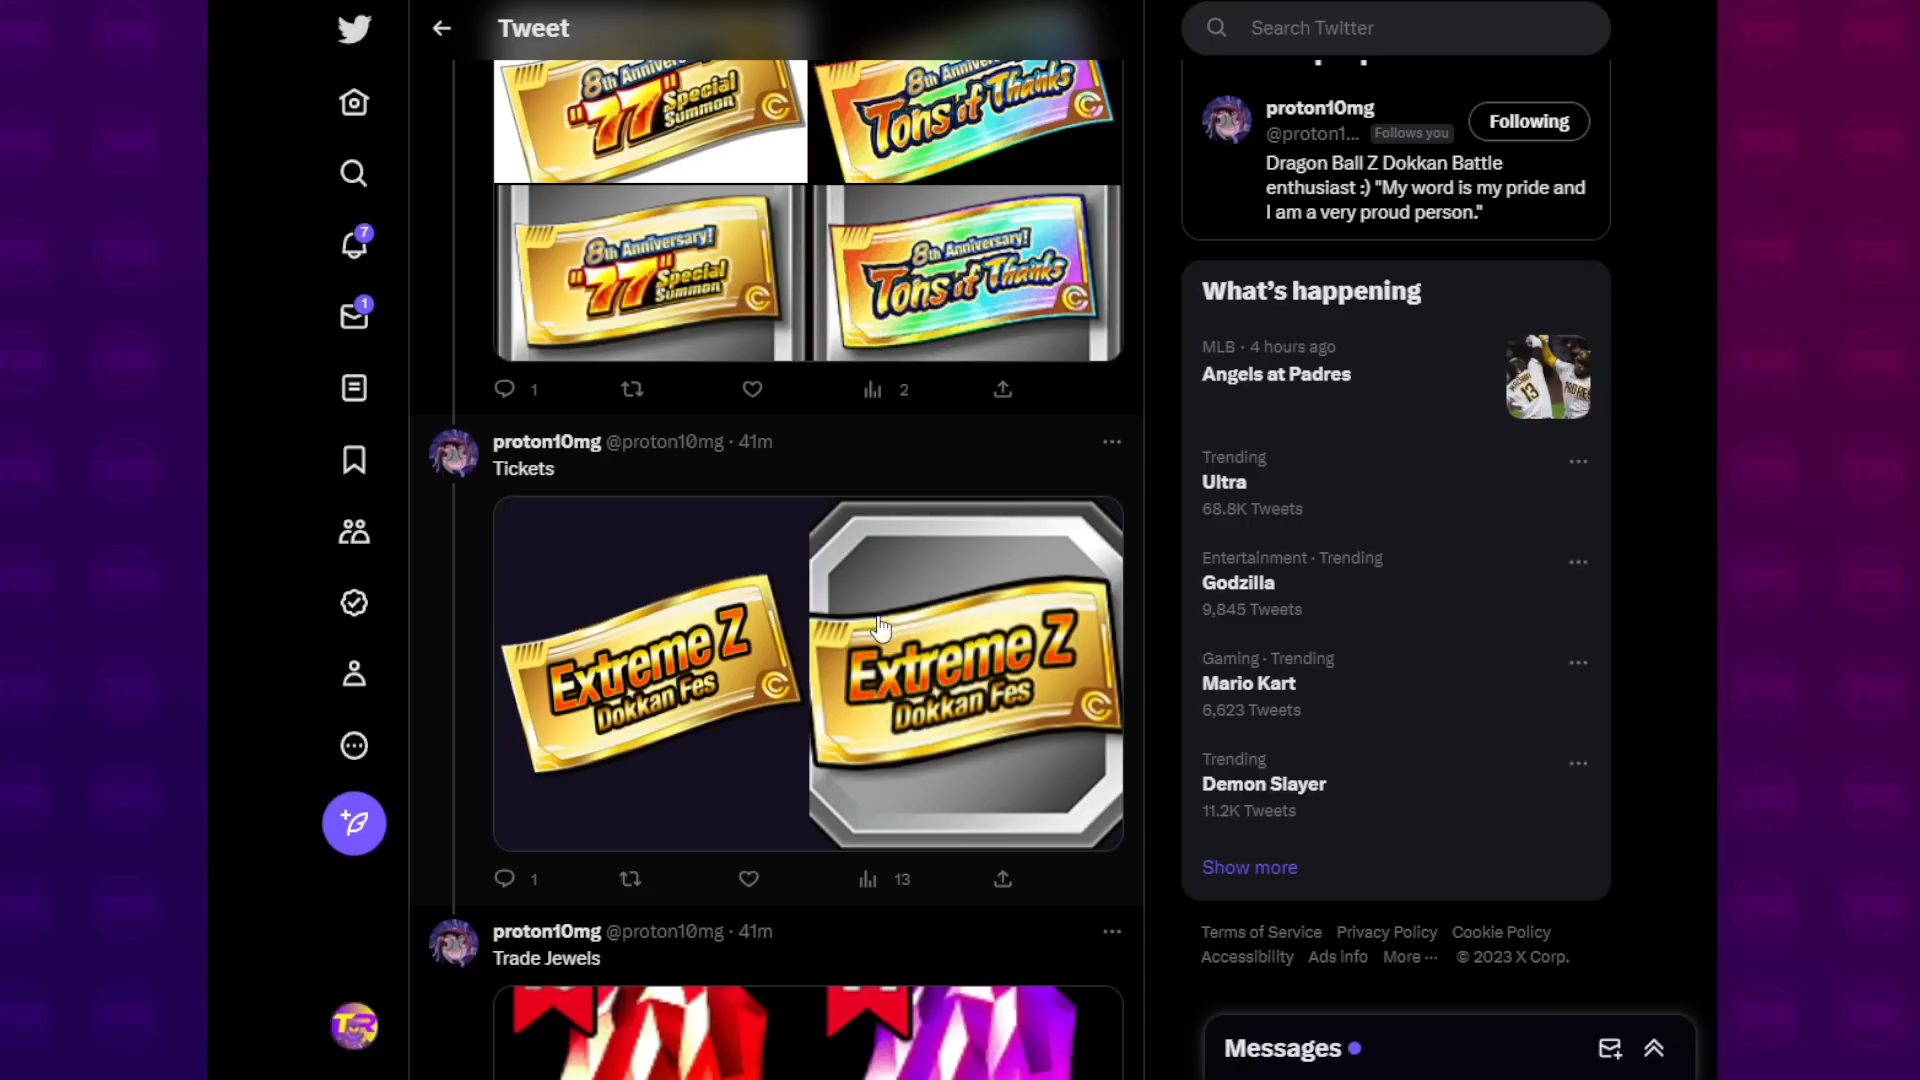 Tweet
Search Twitter
8th Anniversary
"77" Special
Summon
8th Anniversary
Tons of Thanks
8th Anniversary!
"77" Special
Summon
8th Anniversary!
Tons of Thanks
1
2
7
1
proton10mg @proton10mg · 41m
Tickets
Extreme Z
Dokkan Fes
Extreme Z
Dokkan Fes
1
13
proton10mg @proton10mg · 41m
Trade Jewels
proton10mg
@proton1... Follows you
Following
Dragon Ball Z Dokkan Battle
enthusiast :) "My word is my pride and
I am a very proud person."
What's happening
MLB · 4 hours ago
Angels at Padres
Trending
Ultra
68.8K Tweets
Entertainment · Trending
Godzilla
9,845 Tweets
Gaming · Trending
Mario Kart
6,623 Tweets
Trending
Demon Slayer
11.2K Tweets
Show more
Terms of Service Privacy Policy Cookie Policy
Accessibility Ads info More ··· © 2023 X Corp.
Messages